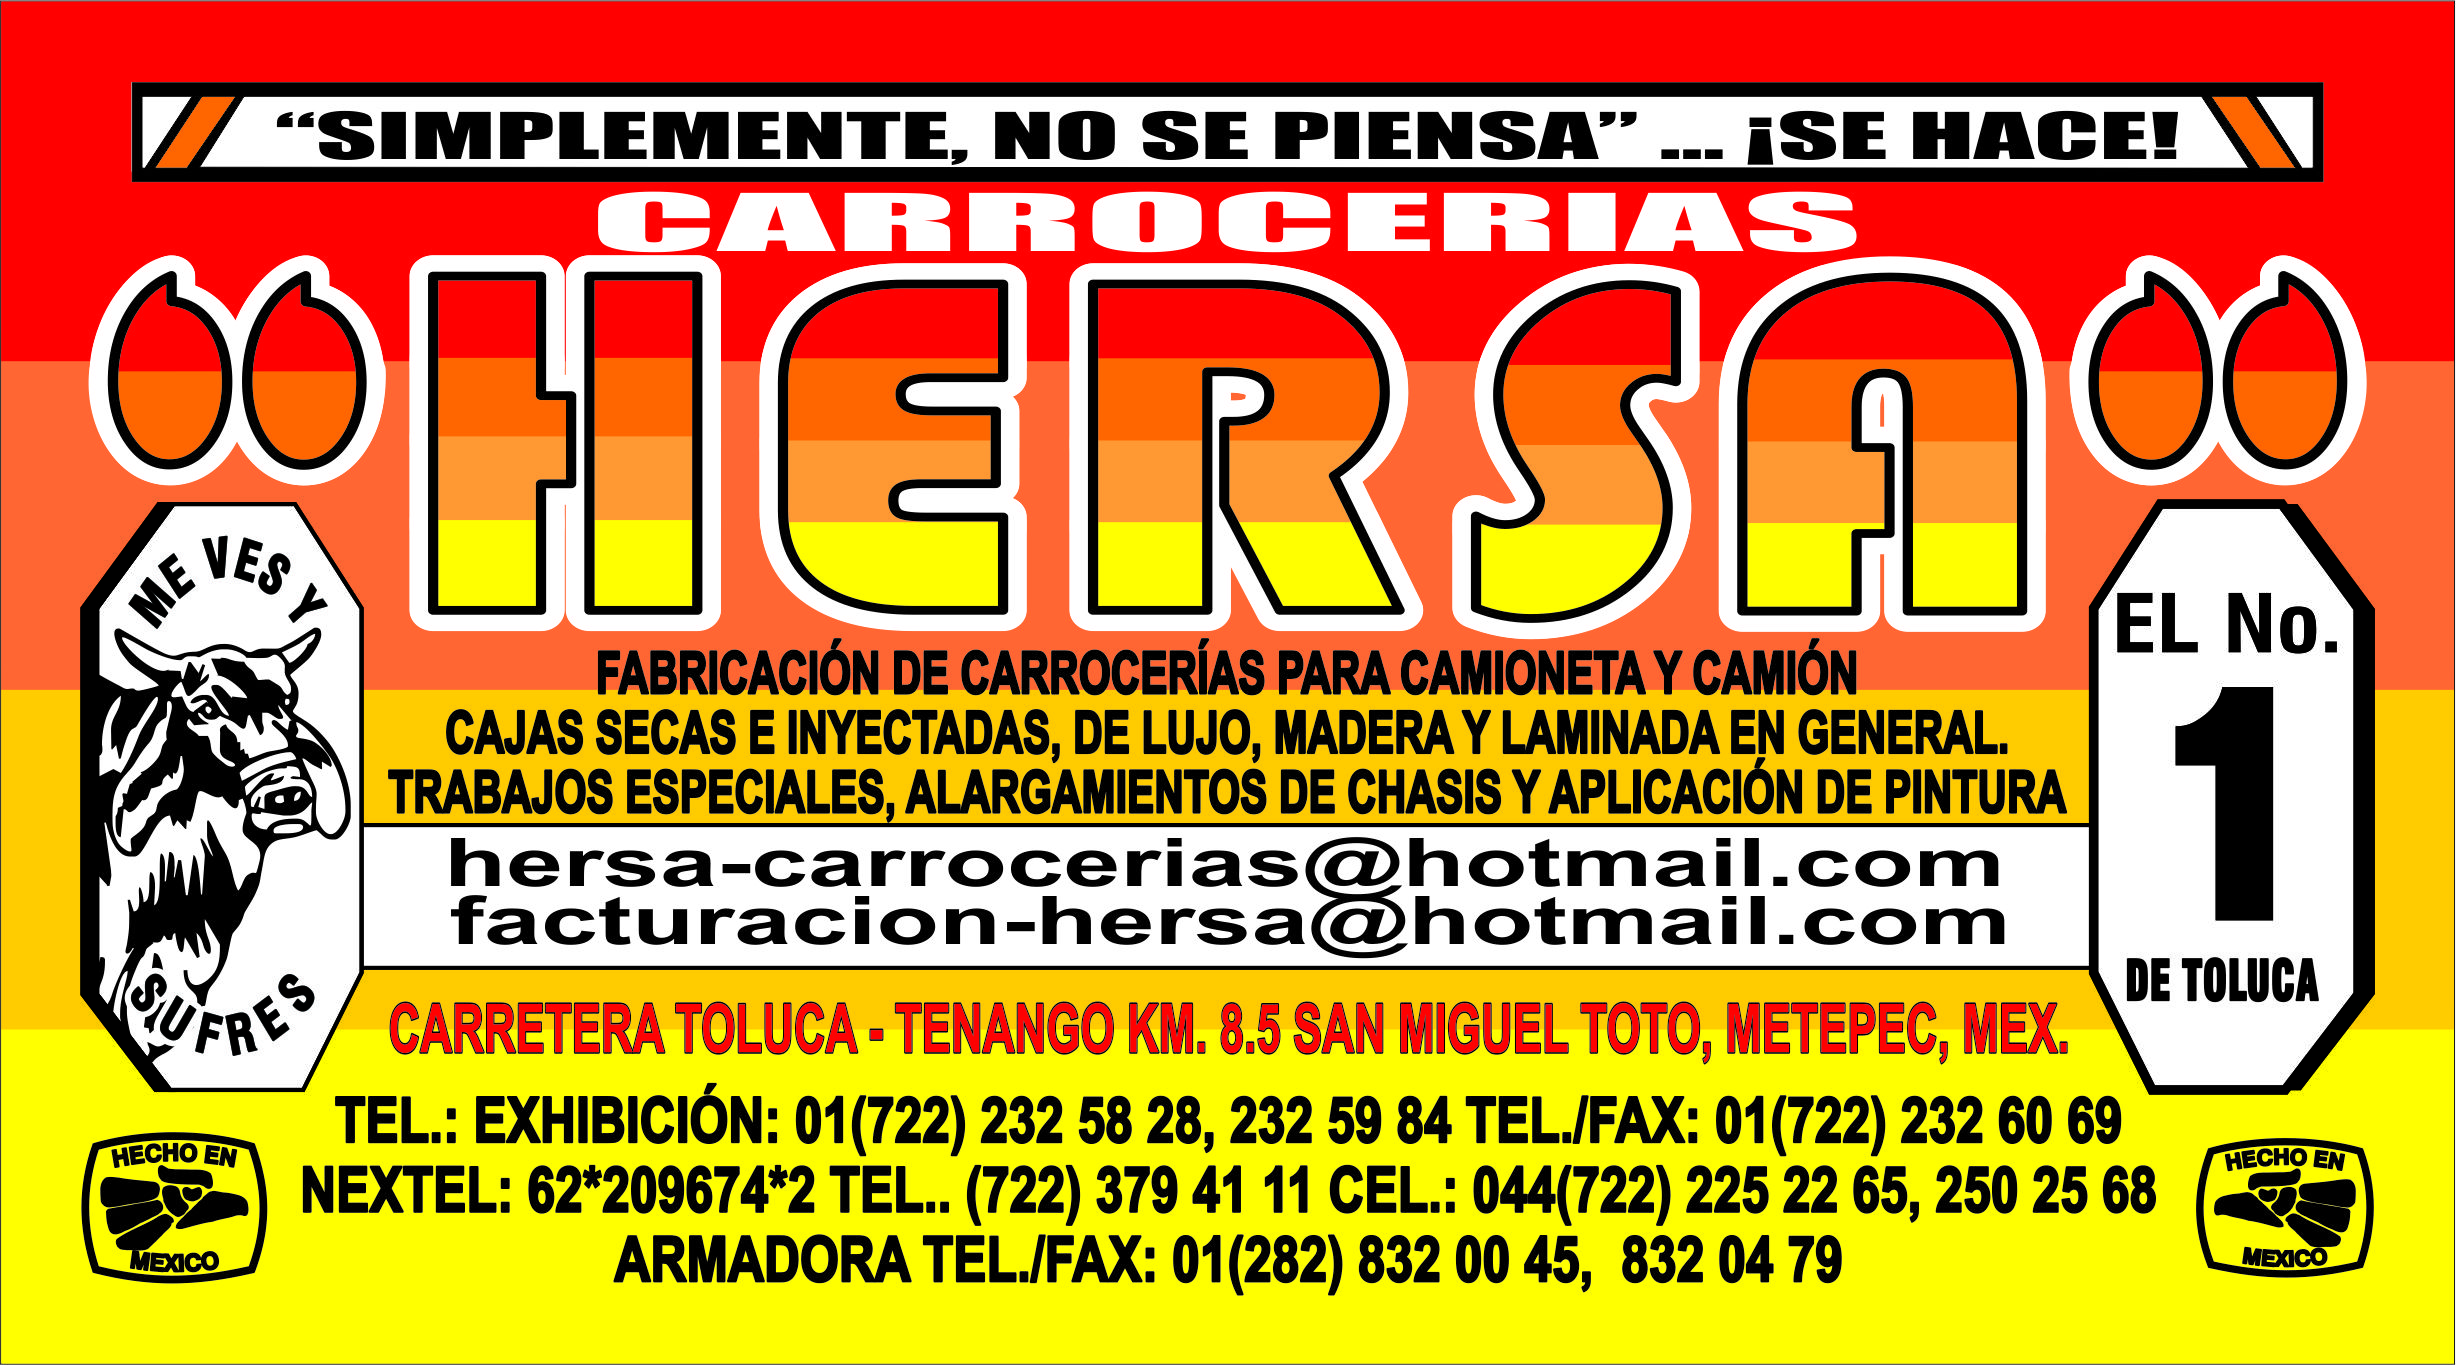 “SIMPLEMENTE, NO SE PIENSA” ... ¡SE HACE!
CARROCERIAS
“HERSA”
ME VES Y
SUFRES
EL No.
1
DE TOLUCA
FABRICACIÓN DE CARROCERÍAS PARA CAMIONETA Y CAMIÓN
CAJAS SECAS E INYECTADAS, DE LUJO, MADERA Y LAMINADA EN GENERAL.
TRABAJOS ESPECIALES, ALARGAMIENTOS DE CHASIS Y APLICACIÓN DE PINTURA
hersa-carrocerias@hotmail.com
facturacion-hersa@hotmail.com
CARRETERA TOLUCA - TENANGO KM. 8.5 SAN MIGUEL TOTO, METEPEC, MEX.
TEL.: EXHIBICIÓN: 01(722) 232 58 28, 232 59 84 TEL./FAX: 01(722) 232 60 69
NEXTEL: 62*209674*2 TEL.. (722) 379 41 11 CEL.: 044(722) 225 22 65, 250 25 68
ARMADORA TEL./FAX: 01(282) 832 00 45, 832 04 79
HECHO EN
MEXICO
HECHO EN
MEXICO